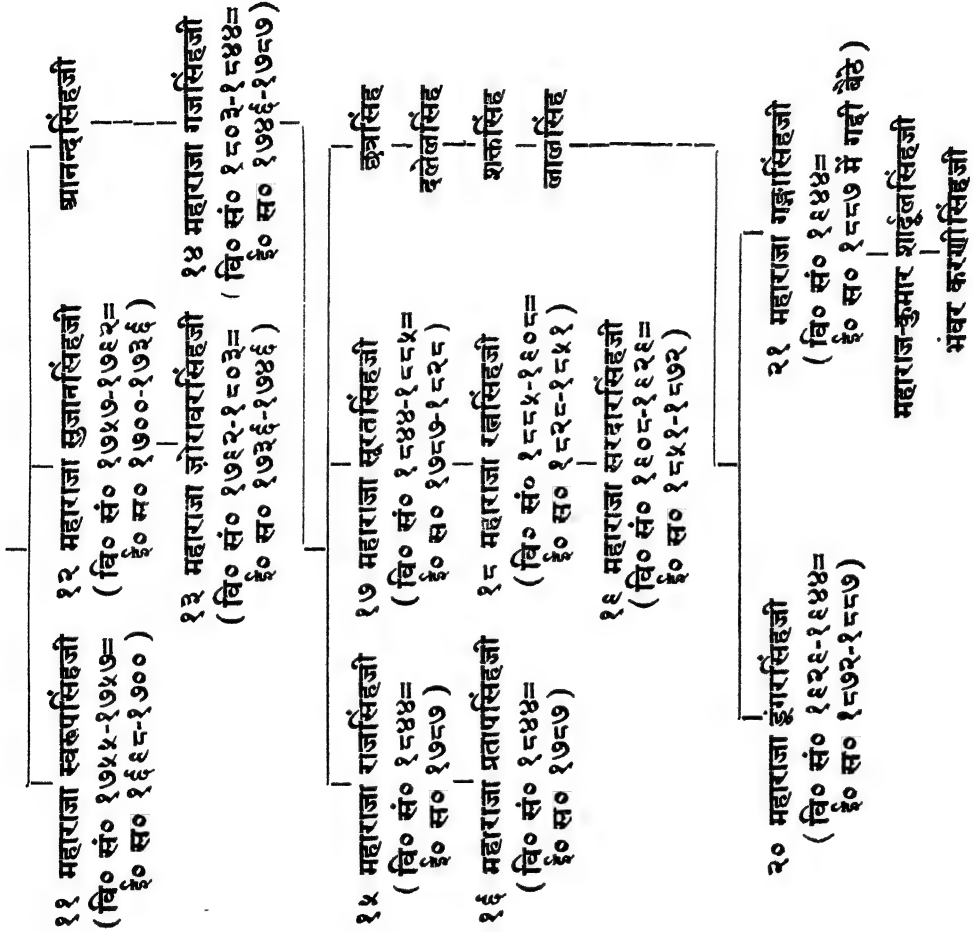 ११ महाराजा स्वरूपसिंहजी
( वि० सं० १७५५-१७५७=
ई० स० १६९८-१७०० )
१२ महाराजा सुजानसिंहजी
( वि० सं० १७५७-१७९२=
ई० स० १७००-१७३६ )
आनन्दसिंहजी
१३ महाराजा ज़ोरावरसिंहजी
( वि० सं० १७९२-१८०३=
ई० स० १७३६-१७४६ )
१४ महाराजा गजसिंहजी
( वि० सं० १८०३-१८४४=
ई० स० १७४६-१७८७ )
१५ महाराजा राजसिंहजी
( वि० सं० १८४४=
ई० स० १७८७ )
१६ महाराजा प्रतापसिंहजी
( वि० सं० १८४४=
ई० स० १७८७ )
१७ महाराजा सूरतसिंहजी
( वि० सं० १८४४-१८८५=
ई० स० १७८७-१८२८ )
१८ महाराजा रत्नसिंहजी
( वि० सं० १८८५-१९०८=
ई० स० १८२८-१८५१ )
१९ महाराजा सरदारसिंहजी
( वि० सं० १९०८-१९२९=
ई० स० १८५१-१८७२ )
छत्रसिंह
दलेलसिंह
शक्तसिंह
लालसिंह
२० महाराजा डूंगरसिंहजी
( वि० सं० १९२९-१९४४=
ई० स० १८७२-१८८७ )
२१ महाराजा गङ्गासिंहजी
( वि० सं० १९४४=
ई० स० १८८७ में गद्दी बैठे )
महाराज-कुमार शार्दूलसिंहजी
भंवर करणीसिंहजी